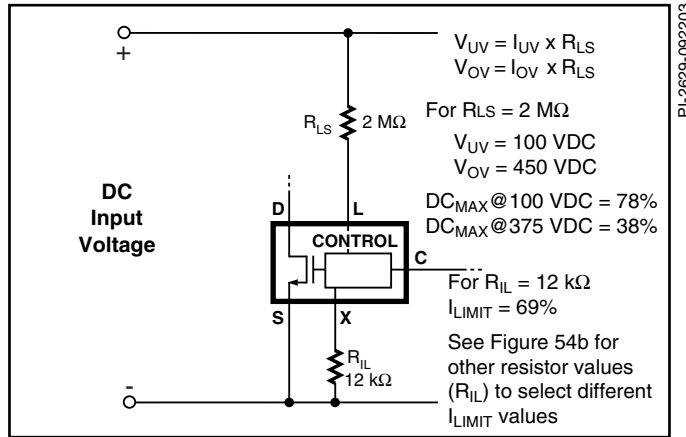 +
V_UV = I_UV x R_LS
V_OV = I_OV x R_LS
R_LS
2 MΩ
For RLS = 2 MΩ
V_UV = 100 VDC
V_OV = 450 VDC
DC_MAX@100 VDC = 78%
DC_MAX@375 VDC = 38%
DC
Input
Voltage
D
L
CONTROL
C
S
X
For R_IL = 12 kΩ
I_LIMIT = 69%
R_IL
12 kΩ
See Figure 54b for
other resistor values
(R_IL) to select different
I_LIMIT values
-
PI-2629-092203